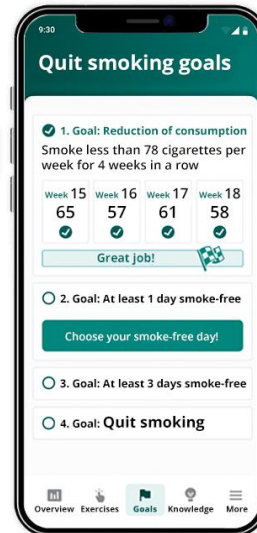 9:30
Quit smoking goals
1. Goal: Reduction of consumption
Smoke less than 78 cigarettes per
week for 4 weeks in a row
Week 15 Week 16 Week 17 Week 18
65 57 61 58
Great job!
2. Goal: At least 1 day smoke-free
Choose your smoke-free day!
3. Goal: At least 3 days smoke-free
4. Goal: Quit smoking
Overview Exercises Goals Knowledge More